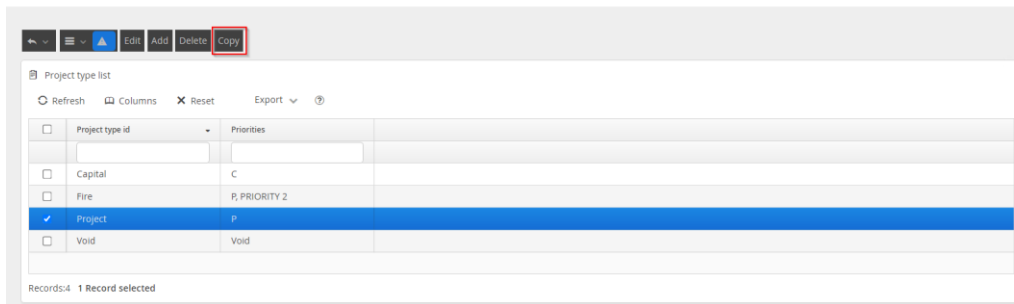 Edit Add Delete Copy
Project type list
Refresh Columns Reset Export
Project type id Priorities
Capital C
Fire P, PRIORITY 2
Project P
Void Void
Records:4 1 Record selected